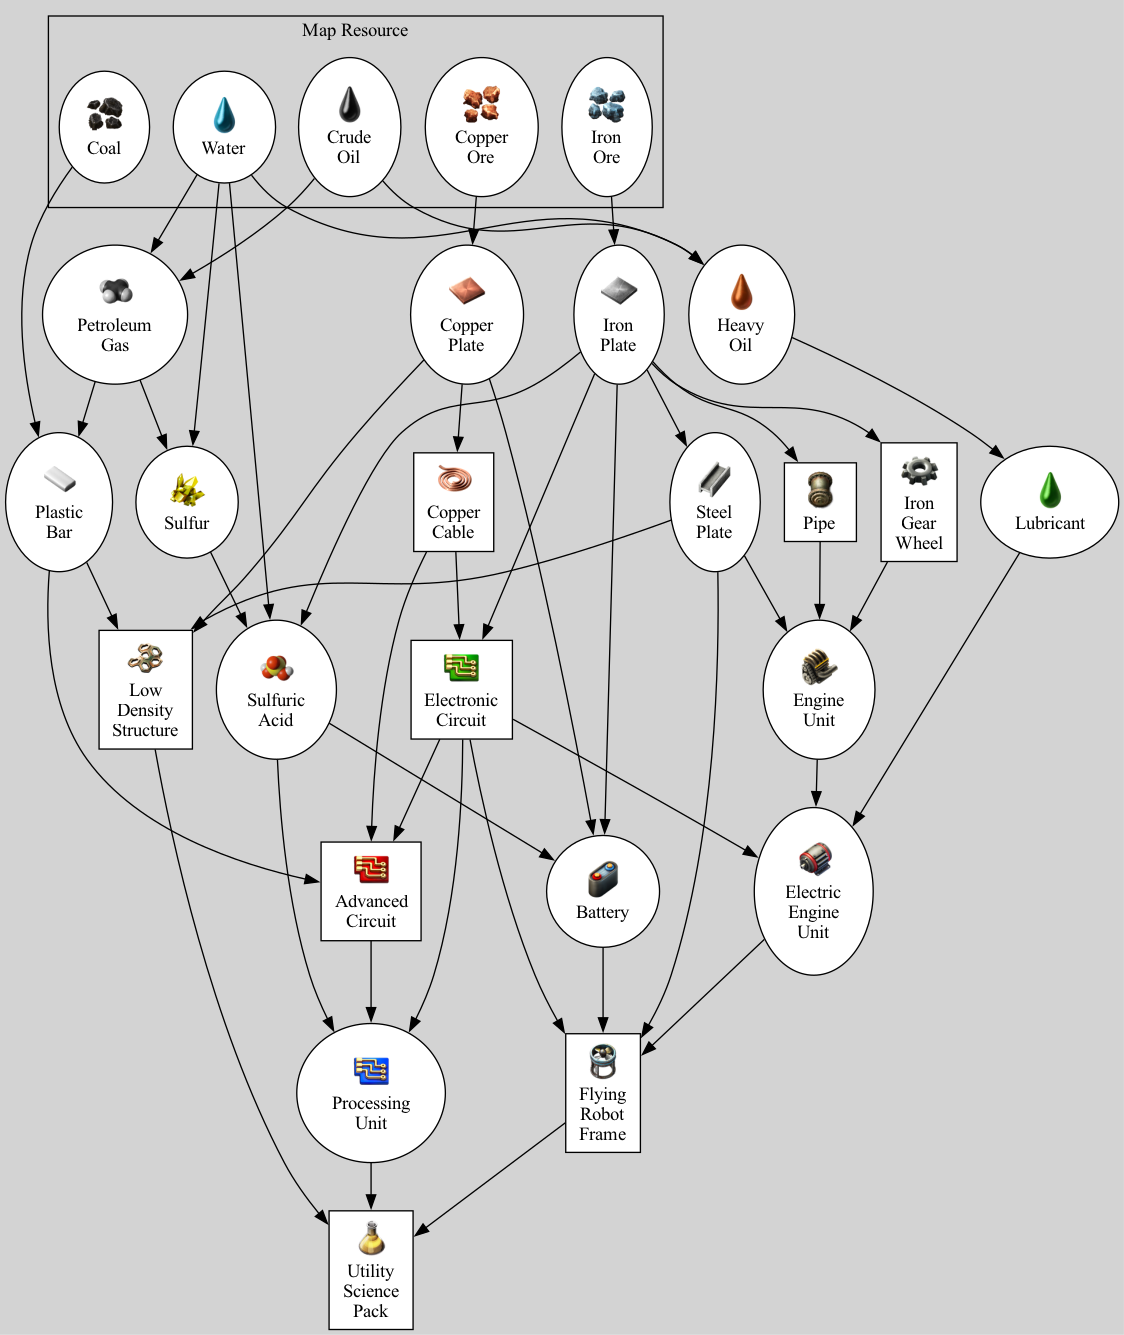 Map Resource
Coal
Water
Crude
Oil
Copper
Ore
Iron
Ore
Petroleum
Gas
Copper
Plate
Iron
Plate
Heavy
Oil
Plastic
Bar
Sulfur
Copper
Cable
Steel
Plate
Pipe
Iron
Gear
Wheel
Lubricant
Low
Density
Structure
Sulfuric
Acid
Electronic
Circuit
Engine
Unit
Advanced
Circuit
Battery
Electric
Engine
Unit
Processing
Unit
Flying
Robot
Frame
Utility
Science
Pack